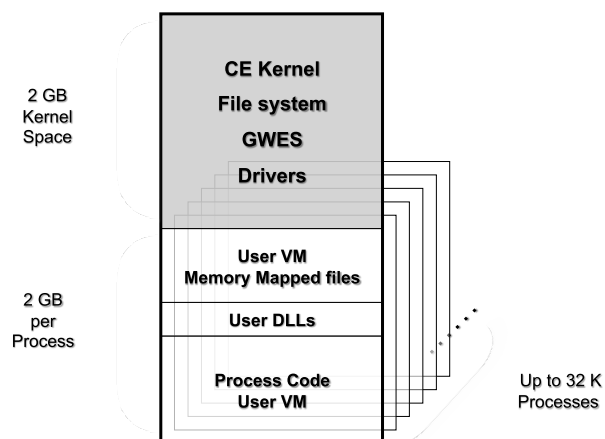 CE Kernel
File system
GWES
Drivers
2 GB
Kernel
Space
User VM
Memory Mapped files
User DLLs
Process Code
User VM
2 GB
per
Process
Up to 32 K
Processes